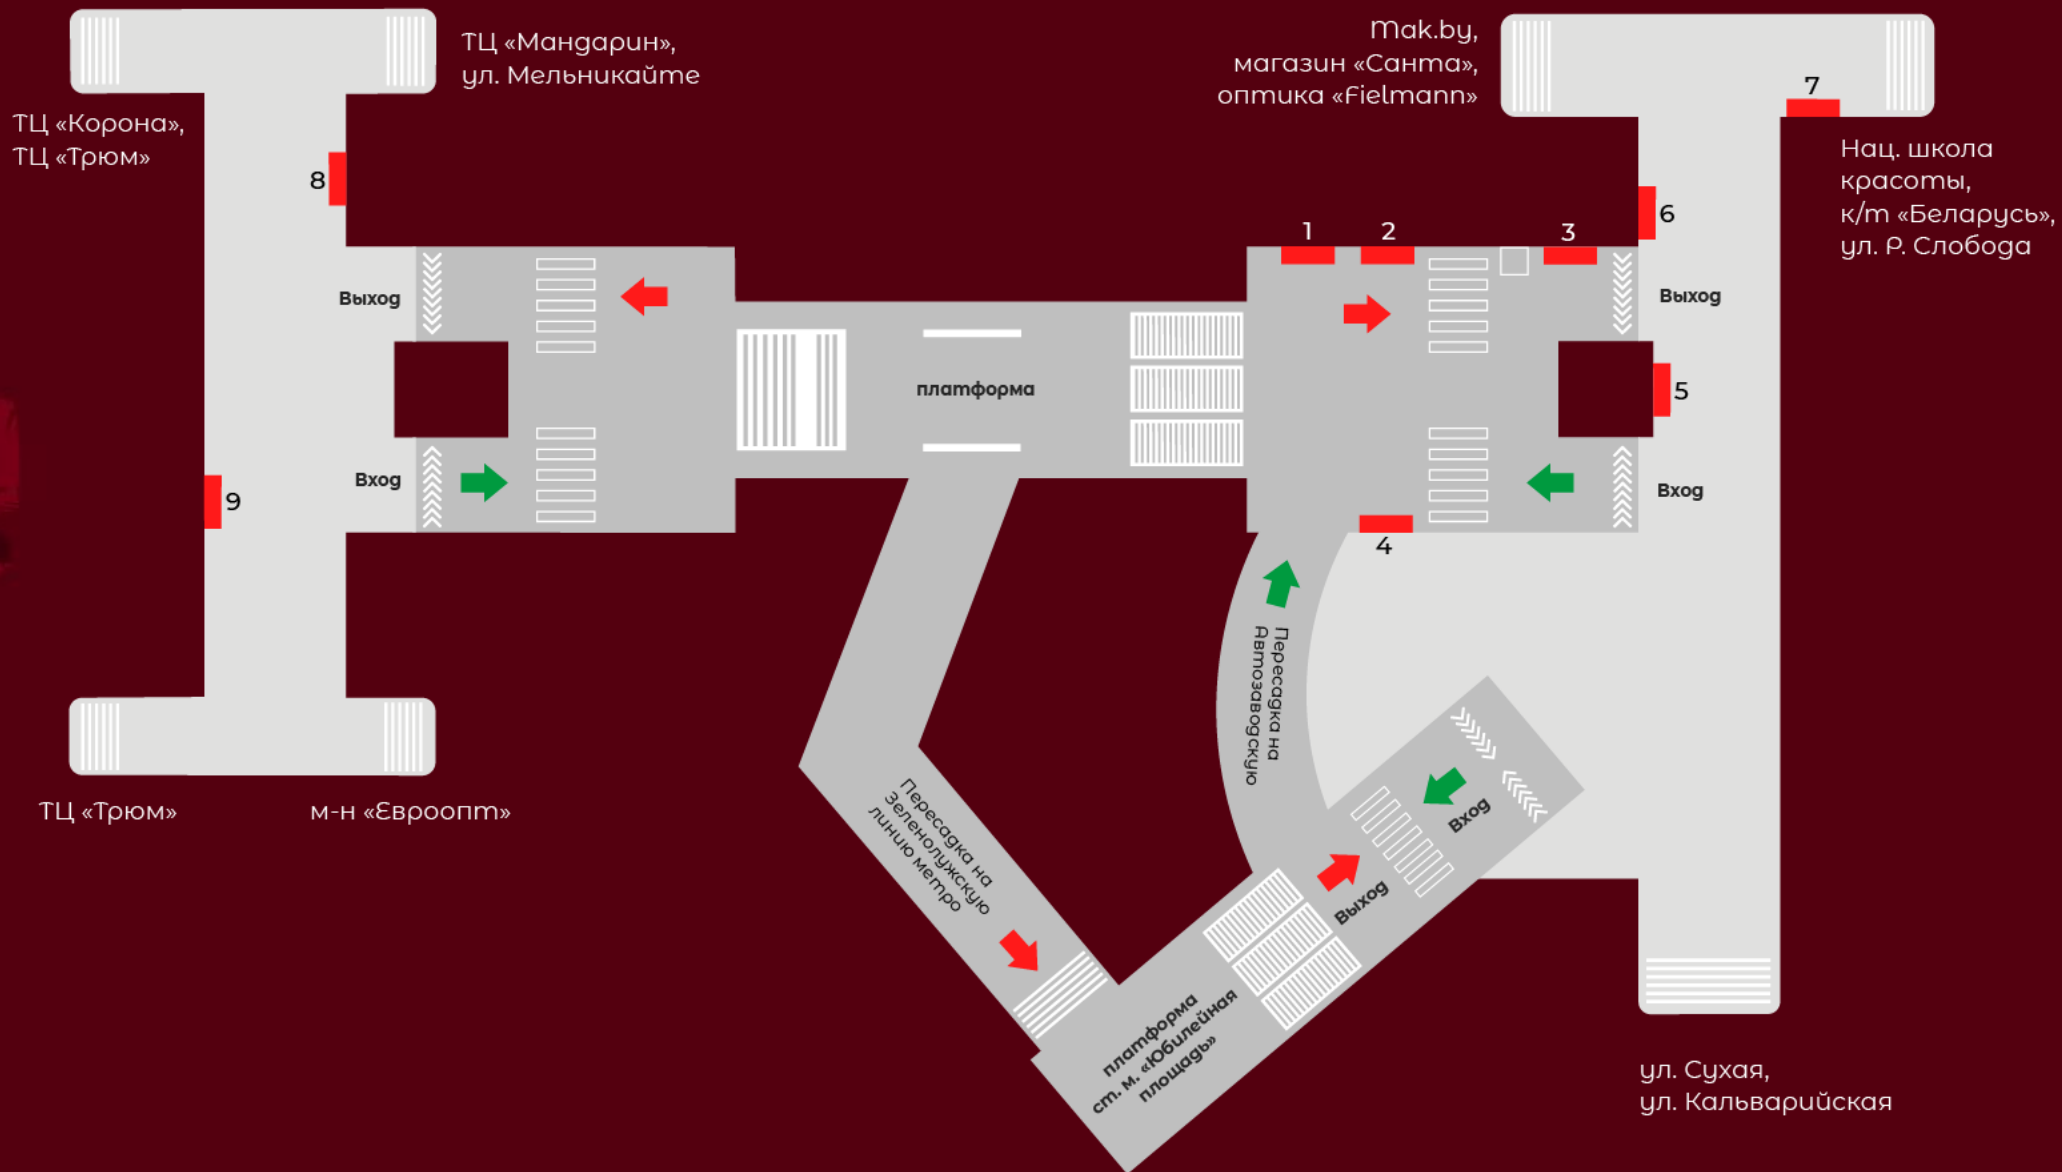 ТЦ «Мандарин»,
ул. Мельникайте
ТЦ «Корона»,
ТЦ «Трюм»
8
Выход
Вход
9
ТЦ «Трюм»
м-н «Евроопт»
платформа
Mak.by,
магазин «Санта»,
оптика «Fielmann»
7
Нац. школа
красоты,
к/т «Беларусь»,
ул. Р. Слобода
6
1
2
3
Выход
5
Вход
4
Пересадка на
Автозаводскую
Пересадка на
Зеленолужскую
линию метро
Вход
Выход
платформа
ст. м. «Юбилейная
площадь»
ул. Сухая,
ул. Кальварийская